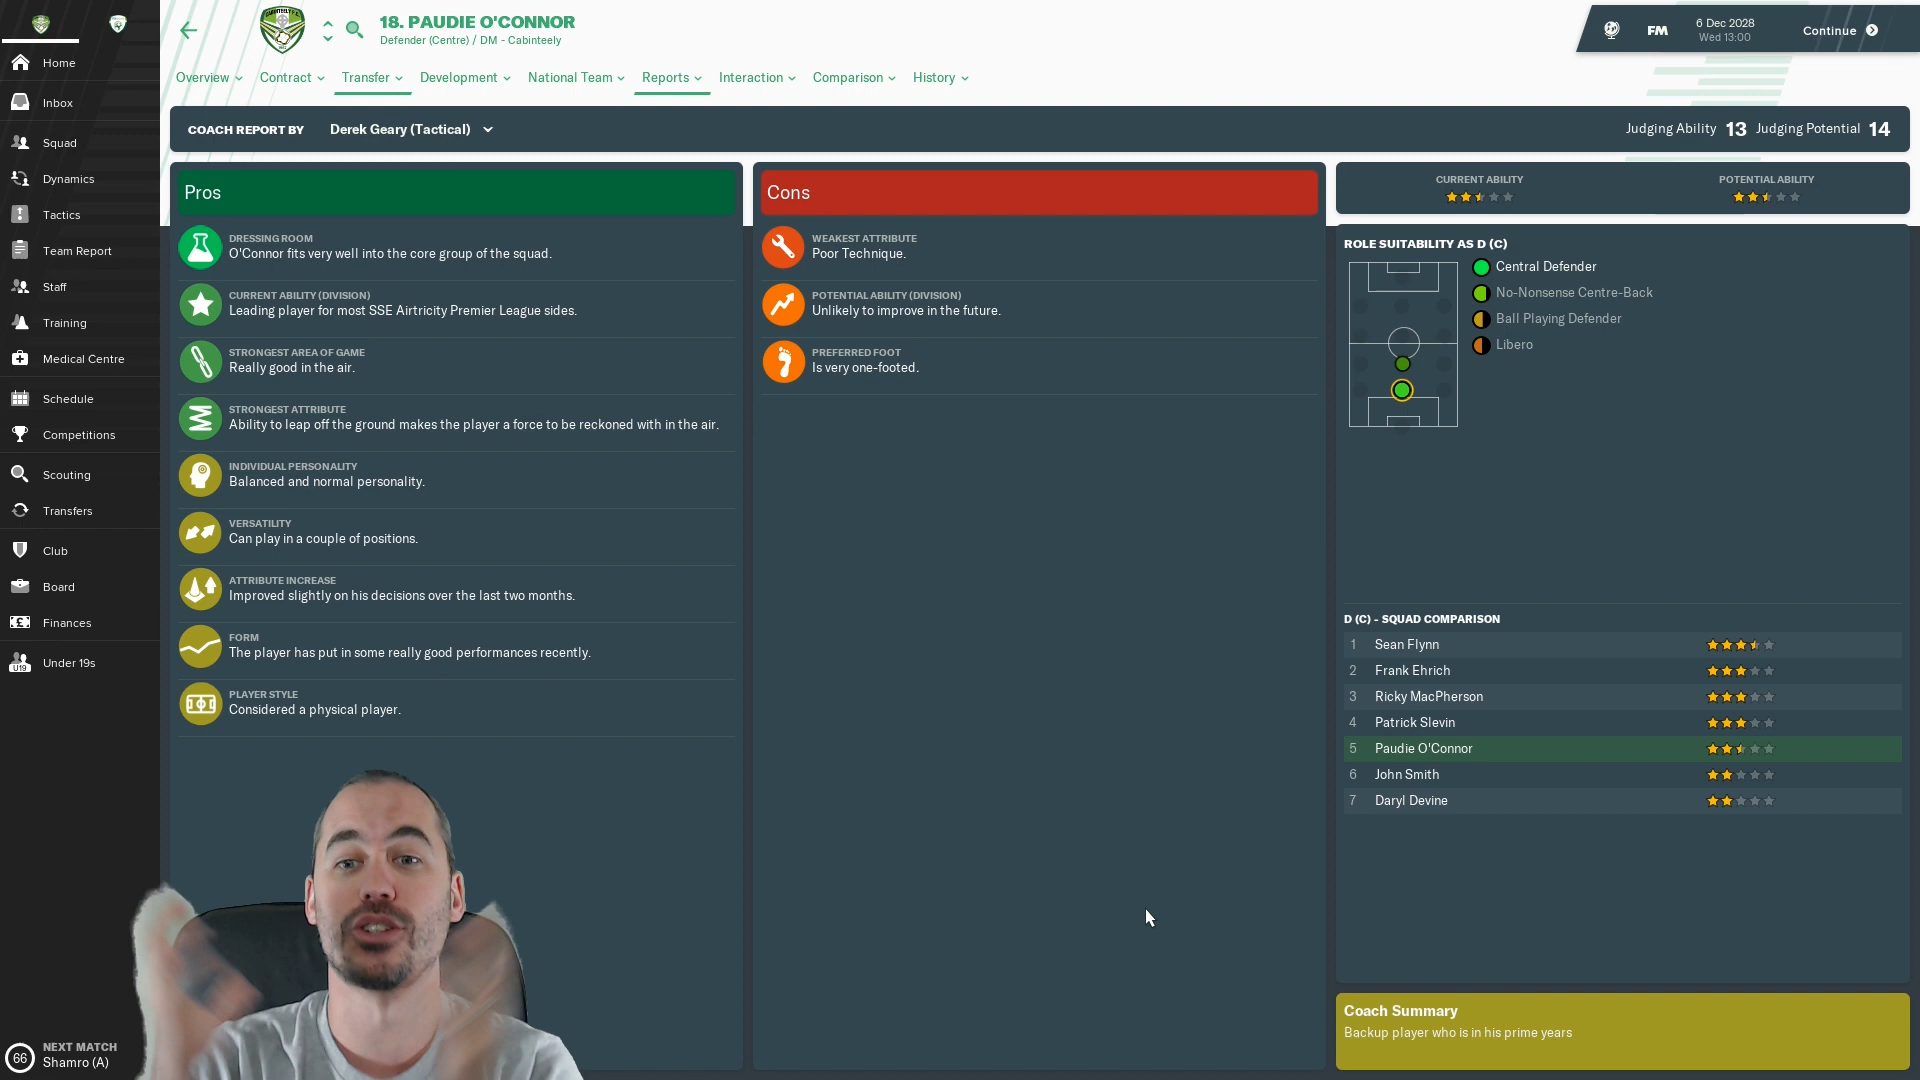 18. PAUDIE O'CONNOR
Defender (Centre) / DM - Cabinteely
FM
6 Dec 2028
Wed 13:00
Continue
Overview
Contract
Transfer
Development
National Team
Reports
Interaction
Comparison
History
Home
Inbox
Squad
Dynamics
Tactics
Team Report
Staff
Training
Medical Centre
Schedule
Competitions
Scouting
Transfers
Club
Board
Finances
U19
Under 19s
66
NEXT MATCH
Shamro (A)
COACH REPORT BY
Derek Geary (Tactical)
Judging Ability 13 Judging Potential 14
Pros
DRESSING ROOM
O'Connor fits very well into the core group of the squad.
CURRENT ABILITY (DIVISION)
Leading player for most SSE Airtricity Premier League sides.
STRONGEST AREA OF GAME
Really good in the air.
STRONGEST ATTRIBUTE
Ability to leap off the ground makes the player a force to be reckoned with in the air.
INDIVIDUAL PERSONALITY
Balanced and normal personality.
VERSATILITY
Can play in a couple of positions.
ATTRIBUTE INCREASE
Improved slightly on his decisions over the last two months.
FORM
The player has put in some really good performances recently.
PLAYER STYLE
Considered a physical player.
Cons
WEAKEST ATTRIBUTE
Poor Technique.
POTENTIAL ABILITY (DIVISION)
Unlikely to improve in the future.
PREFERRED FOOT
Is very one-footed.
CURRENT ABILITY
POTENTIAL ABILITY
ROLE SUITABILITY AS D (C)
Central Defender
No-Nonsense Centre-Back
Ball Playing Defender
Libero
D (C) - SQUAD COMPARISON
1 Sean Flynn
2 Frank Ehrich
3 Ricky MacPherson
4 Patrick Slevin
5 Paudie O'Connor
6 John Smith
7 Daryl Devine
Coach Summary
Backup player who is in his prime years